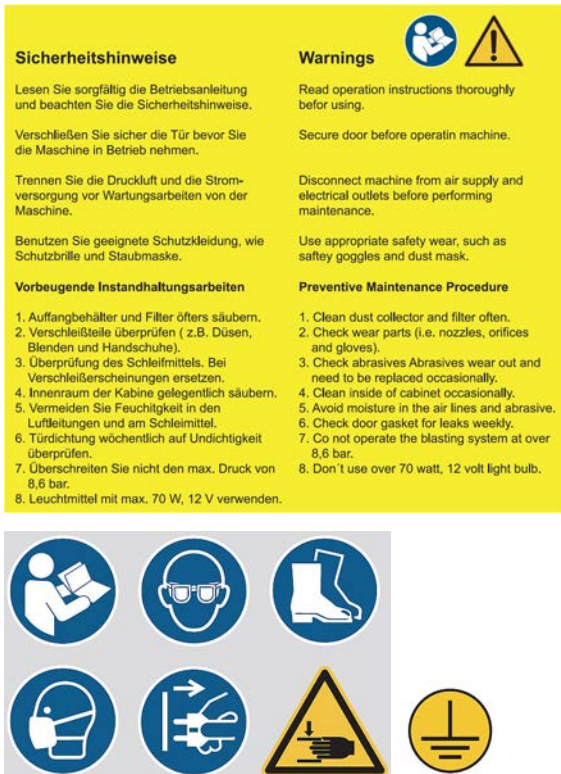 Sicherheitshinweise
Lesen Sie sorgfältig die Betriebsanleitung
und beachten Sie die Sicherheitshinweise.
Verschließen Sie sicher die Tür bevor Sie
die Maschine in Betrieb nehmen.
Trennen Sie die Druckluft und die Strom-
versorgung vor Wartungsarbeiten von der
Maschine.
Benutzen Sie geeignete Schutzkleidung, wie
Schutzbrille und Staubmaske.
Vorbeugende Instandhaltungsarbeiten
1. Auffangbehälter und Filter öfters säubern.
2. Verschleißteile überprüfen ( z.B. Düsen,
Blenden und Handschuhe).
3. Überprüfung des Schleifmittels. Bei
Verschleißerscheinungen ersetzen.
4. Innenraum der Kabine gelegentlich säubern.
5. Vermeiden Sie Feuchitgkeit in den
Luftleitungen und am Schleimittel.
6. Türdichtung wöchentlich auf Undichtigkeit
überprüfen.
7. Überschreiten Sie nicht den max. Druck von
8,6 bar.
8. Leuchtmittel mit max. 70 W, 12 V verwenden.
Warnings
Read operation instructions thoroughly
befor using.
Secure door before operatin machine.
Disconnect machine from air supply and
electrical outlets before performing
maintenance.
Use appropriate safety wear, such as
saftey goggles and dust mask.
Preventive Maintenance Procedure
1. Clean dust collector and filter often.
2. Check wear parts (i.e. nozzles, orifices
and gloves).
3. Check abrasives Abrasives wear out and
need to be replaced occasionally.
4. Clean inside of cabinet occasionally.
5. Avoid moisture in the air lines and abrasive.
6. Check door gasket for leaks weekly.
7. Co not operate the blasting system at over
8,6 bar.
8. Don´t use over 70 watt, 12 volt light bulb.